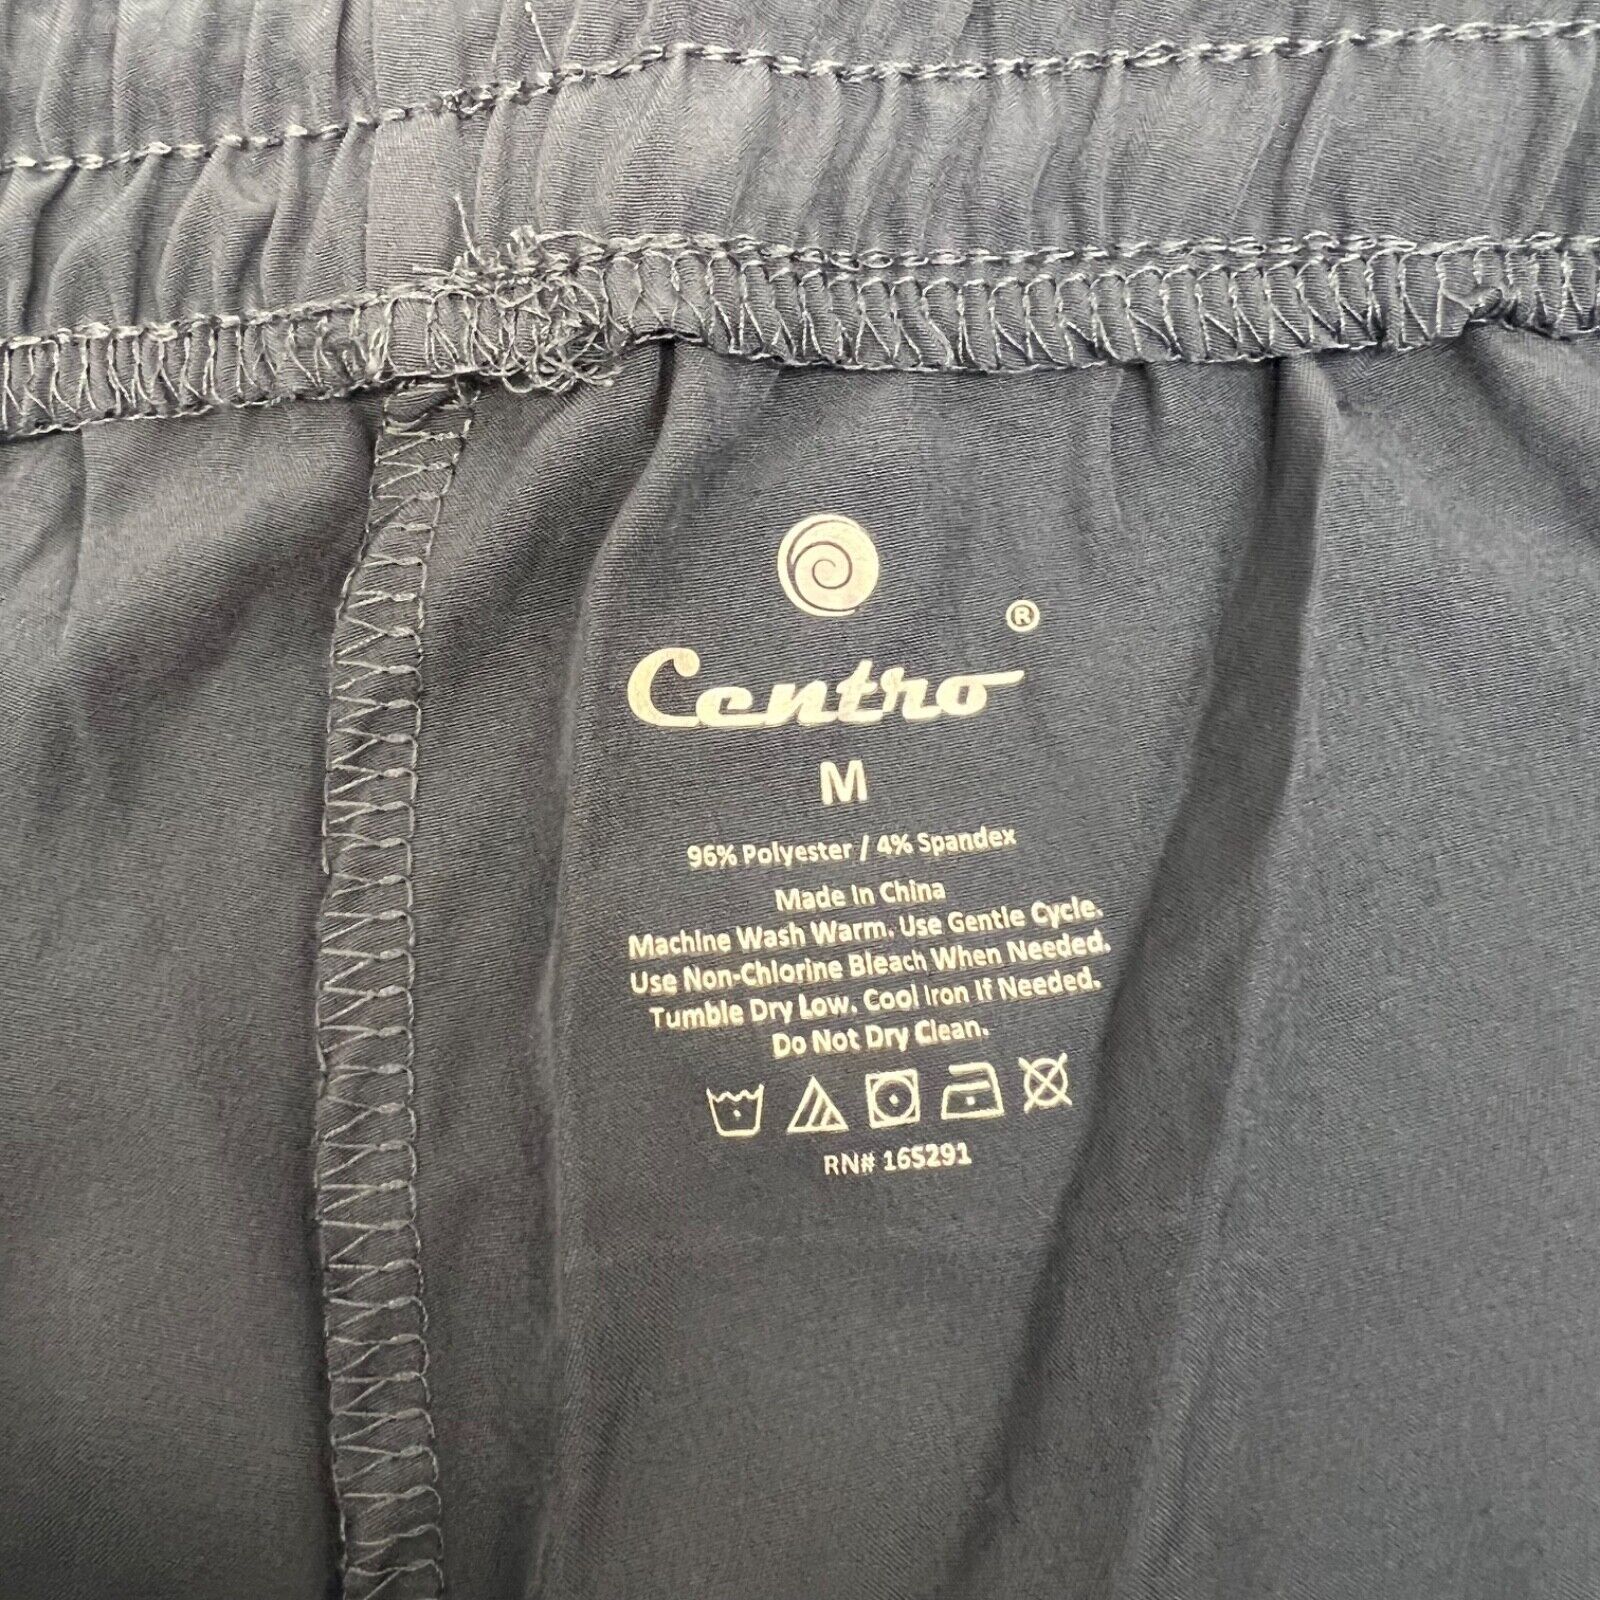 ®
Centro
M
96% Polyester / 4% Spandex
Made In China
Machine Wash Warm. Use Gentle Cycle.
Use Non-Chlorine Bleach When Needed.
Tumble Dry Low. Cool Iron If Needed.
Do Not Dry Clean.
RN# 165291